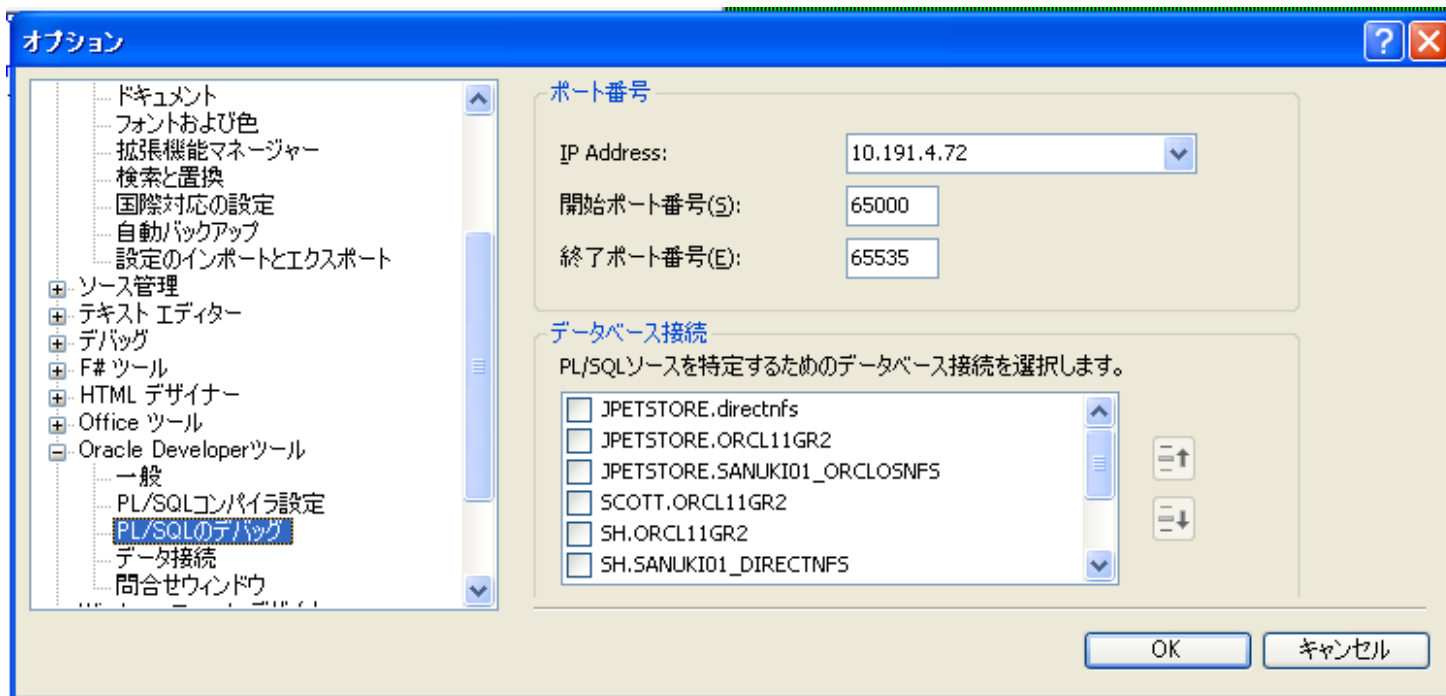 オプション
ドキュメント
フォントおよび色
拡張機能マネージャー
検索と置換
国際対応の設定
自動バックアップ
設定のインポートとエクスポート
ソース管理
テキスト エディター
デバッグ
F# ツール
HTML デザイナー
Office ツール
Oracle Developerツール
一般
PL/SQLコンパイラ設定
PL/SQLのデバッグ
データ接続
問合せウィンドウ
ポート番号
IP Address: 10.191.4.72
開始ポート番号(S): 65000
終了ポート番号(E): 65535
データベース接続
PL/SQLソースを特定するためのデータベース接続を選択します。
JPETSTORE.directnfs
JPETSTORE.ORCL11GR2
JPETSTORE.SANUKI01_ORCLOSNFS
SCOTT.ORCL11GR2
SH.ORCL11GR2
SH.SANUKI01_DIRECTNFS
OK キャンセル